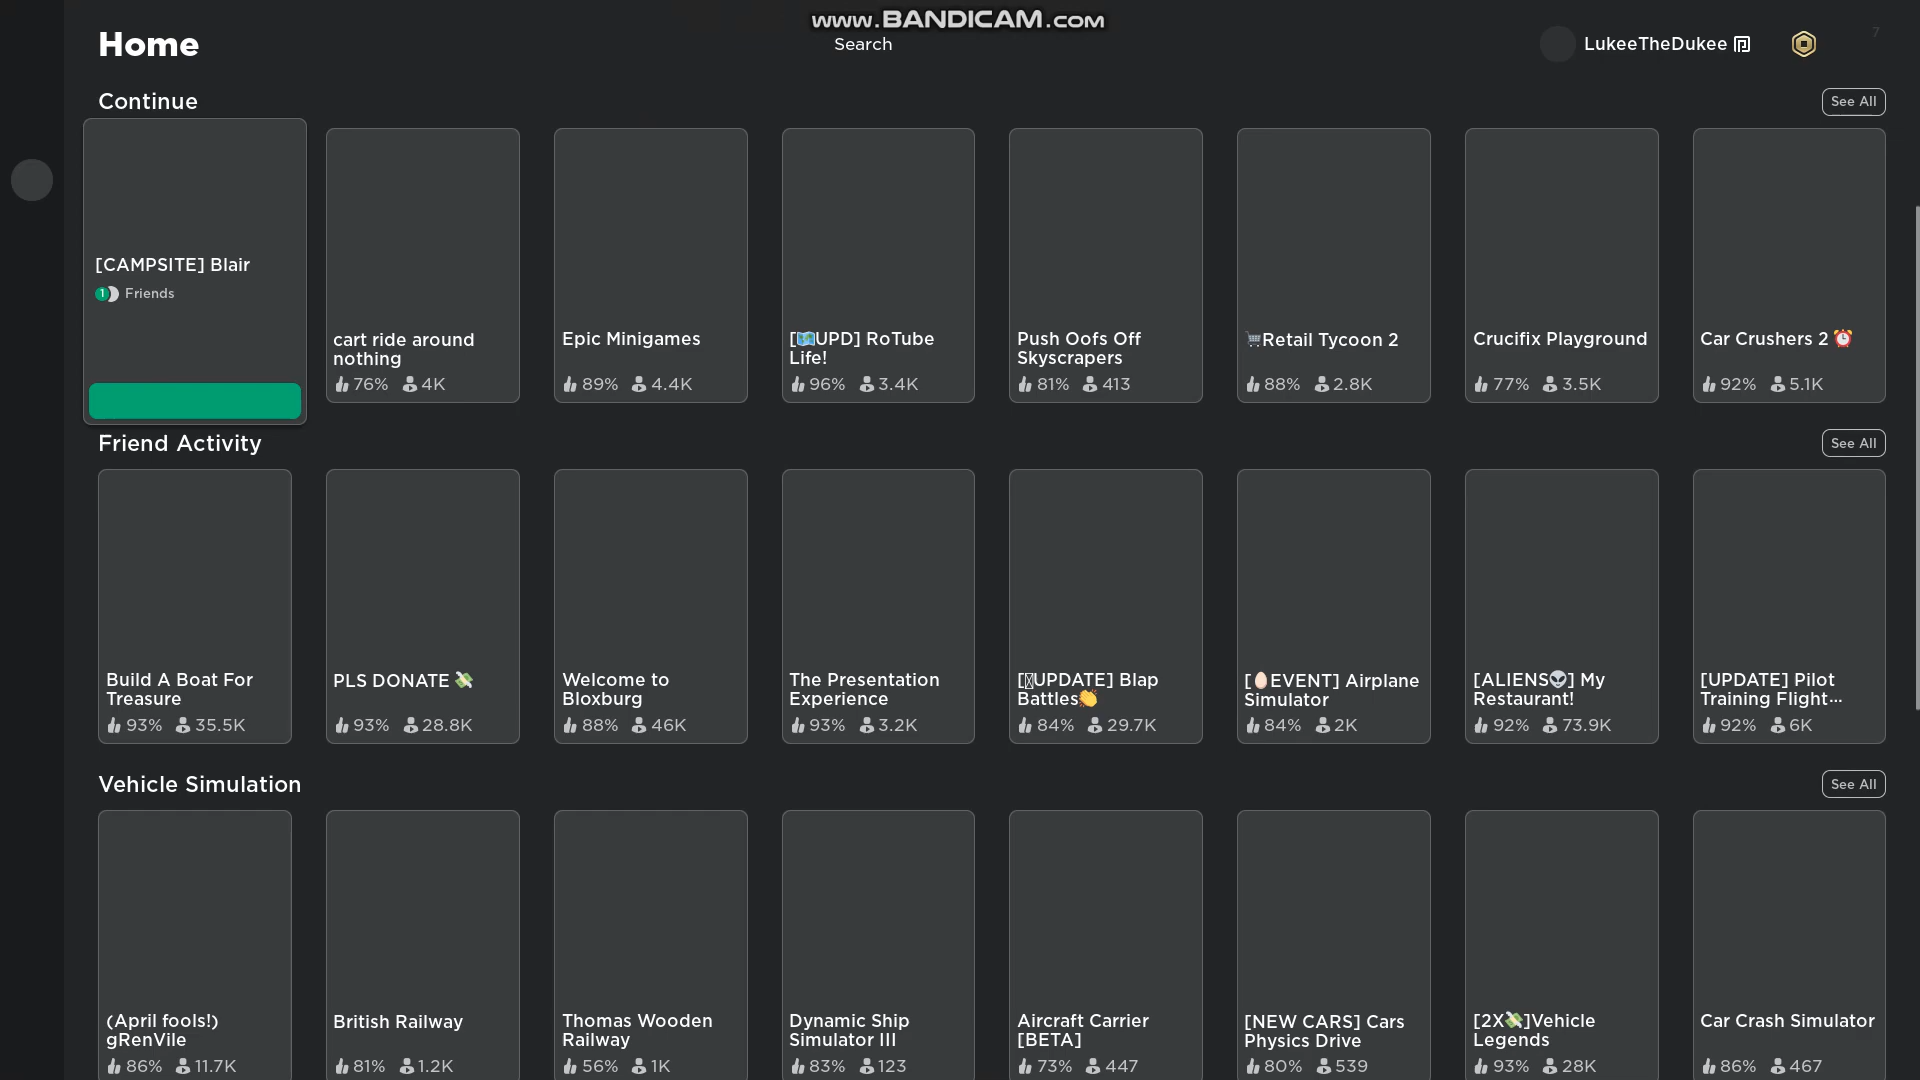 www.BANDICAM.com
Home
Search
LukeeTheDukee
7
Continue
See All
[CAMPSITE] Blair
1 Friends
cart ride around
nothing
76% 4K
Epic Minigames
89% 4.4K
[🗺️UPD] RoTube
Life!
96% 3.4K
Push Oofs Off
Skyscrapers
81% 413
🛒Retail Tycoon 2
88% 2.8K
Crucifix Playground
77% 3.5K
Car Crushers 2 ⏰
92% 5.1K
Friend Activity
See All
Build A Boat For
Treasure
93% 35.5K
PLS DONATE 💸
93% 28.8K
Welcome to
Bloxburg
88% 46K
The Presentation
Experience
93% 3.2K
[UPDATE] Blap
Battles👏
84% 29.7K
[🥚EVENT] Airplane
Simulator
84% 2K
[ALIENS👽] My
Restaurant!
92% 73.9K
[UPDATE] Pilot
Training Flight...
92% 6K
Vehicle Simulation
See All
(April fools!)
gRenVile
86% 11.7K
British Railway
81% 1.2K
Thomas Wooden
Railway
56% 1K
Dynamic Ship
Simulator III
83% 123
Aircraft Carrier
[BETA]
73% 447
[NEW CARS] Cars
Physics Drive
80% 539
[2X💸]Vehicle
Legends
93% 28K
Car Crash Simulator
86% 467